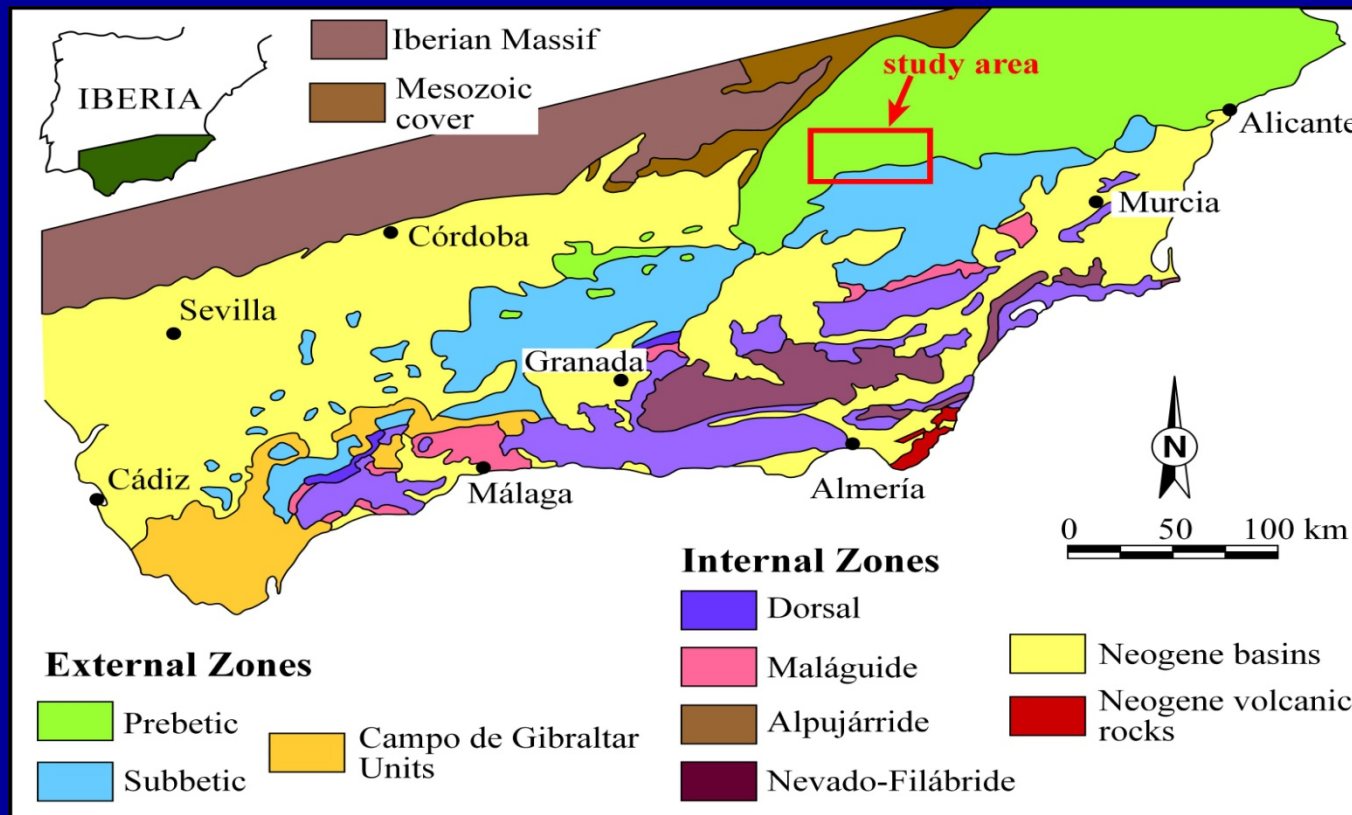 Iberian Massif
Mesozoic
cover
IBERIA
study area
Alicante
Murcia
Córdoba
Sevilla
Granada
Cádiz
Málaga
Almería
N
0 50 100 km
External Zones
Prebetic
Subbetic
Campo de Gibraltar
Units
Internal Zones
Dorsal
Maláguide
Alpujárride
Nevado-Filábride
Neogene basins
Neogene volcanic
rocks